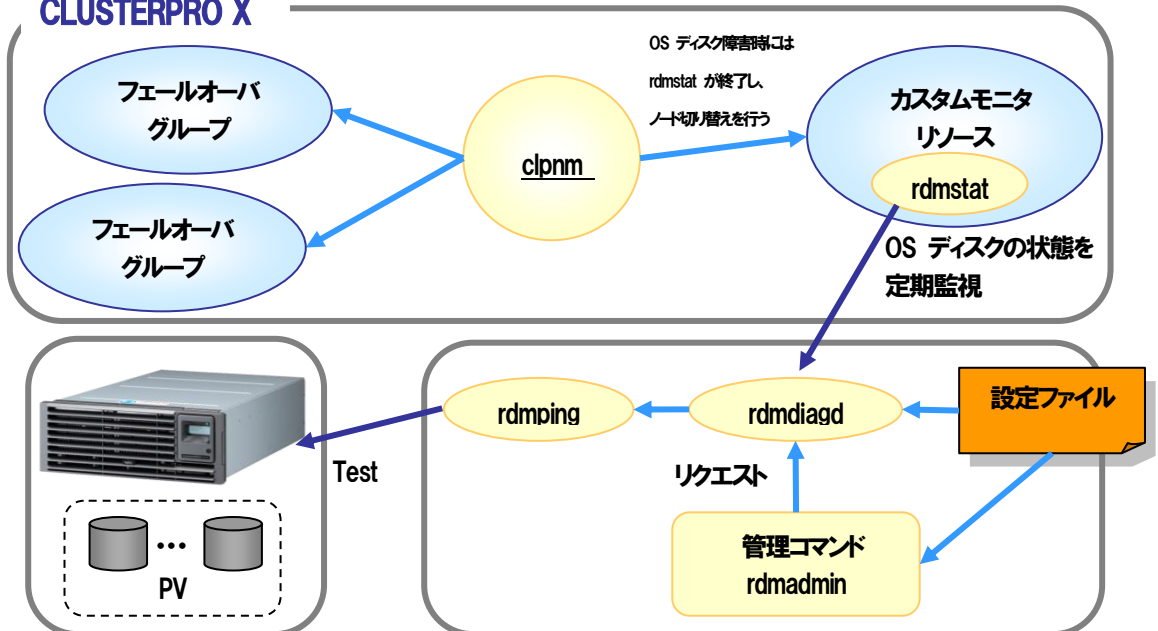 CLUSTERPRO X
フェールオーバ
グループ
フェールオーバ
グループ
clpnm
OS ディスク障害時には
rdmstat が終了し、
ノード切り替えを行う
カスタムモニタ
リソース
rdmstat
OS ディスクの状態を
定期監視
Test
PV
rdmping
rdmdiagd
設定ファイル
リクエスト
管理コマンド
rdmadmin